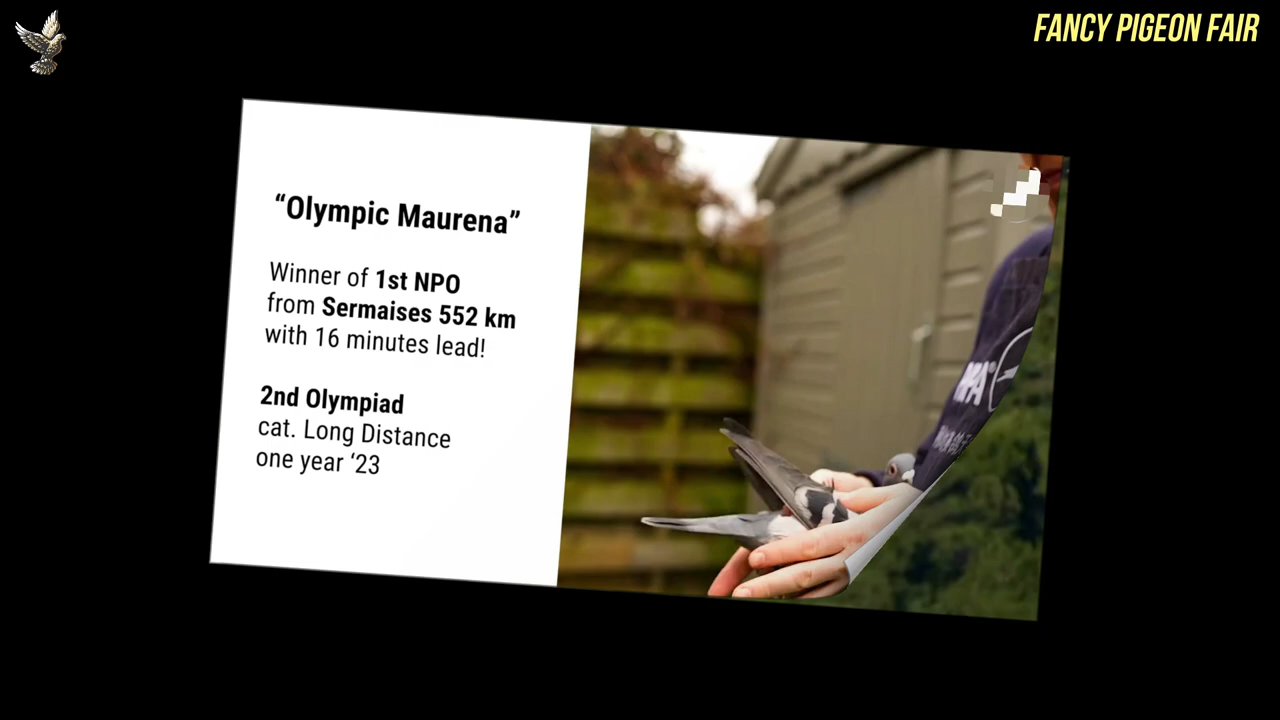 FANCY PIGEON FAIR
“Olympic Maurena”
Winner of 1st NPO
from Sermaises 552 km
with 16 minutes lead!
2nd Olympiad
cat. Long Distance
one year ‘23